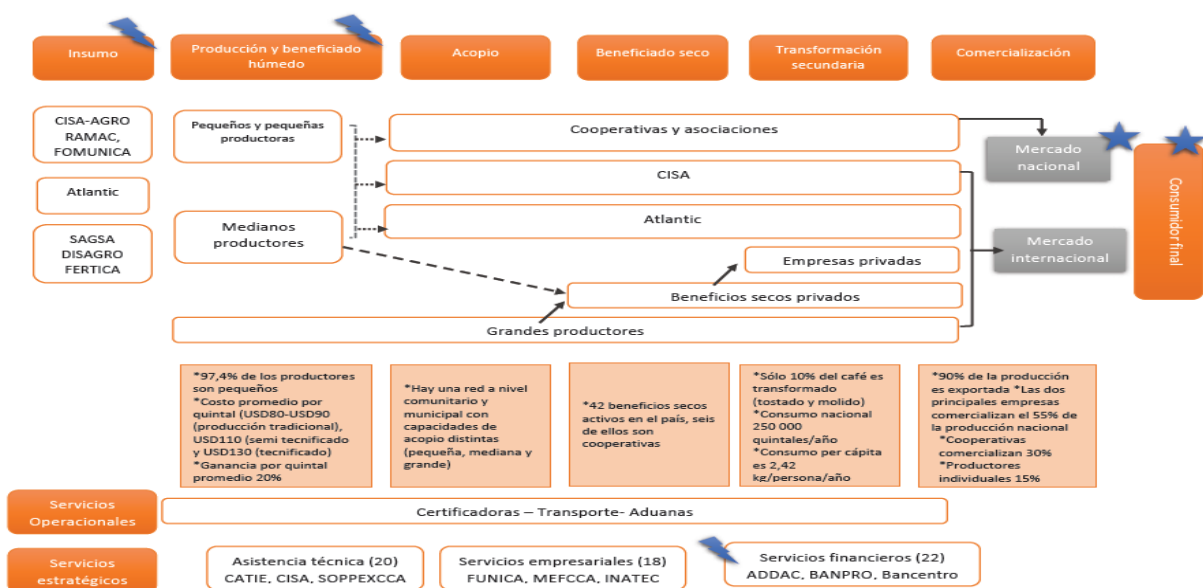 Insumo
Producción y beneficiado
húmedo
Acopio
Beneficiado seco
Transformación
secundaria
Comercialización
CISA-AGRO
RAMAC,
FOMUNICA
Atlantic
SAGSA
DISAGRO
FERTICA
Pequeños y pequeñas
productoras
Medianos
productores
Cooperativas y asociaciones
CISA
Atlantic
Empresas privadas
Beneficios secos privados
Grandes productores
Mercado
nacional
Mercado
internacional
Consumidor final
*97,4% de los productores
son pequeños
*Costo promedio por
quintal (USD80-USD90
(producción tradicional),
USD110 (semi tecnificado
y USD130 (tecnificado)
*Ganancia por quintal
promedio 20%
*Hay una red a nivel
comunitario y
municipal con
capacidades de
acopio distintas
(pequeña, mediana y
grande)
*42 beneficios secos
activos en el país, seis
de ellos son
cooperativas
*Sólo 10% del café es
transformado
(tostado y molido)
*Consumo nacional
250 000
quintales/año
*Consumo per cápita
es 2,42
kg/persona/año
*90% de la producción
es exportada *Las dos
principales empresas
comercializan el 55% de
la producción nacional
*Cooperativas
comercializan 30%
*Productores
individuales 15%
Servicios
Operacionales
Certificadoras – Transporte- Aduanas
Servicios
estratégicos
Asistencia técnica (20)
CATIE, CISA, SOPPEXCCA
Servicios empresariales (18)
FUNICA, MEFCCA, INATEC
Servicios financieros (22)
ADDAC, BANPRO, Bancentro